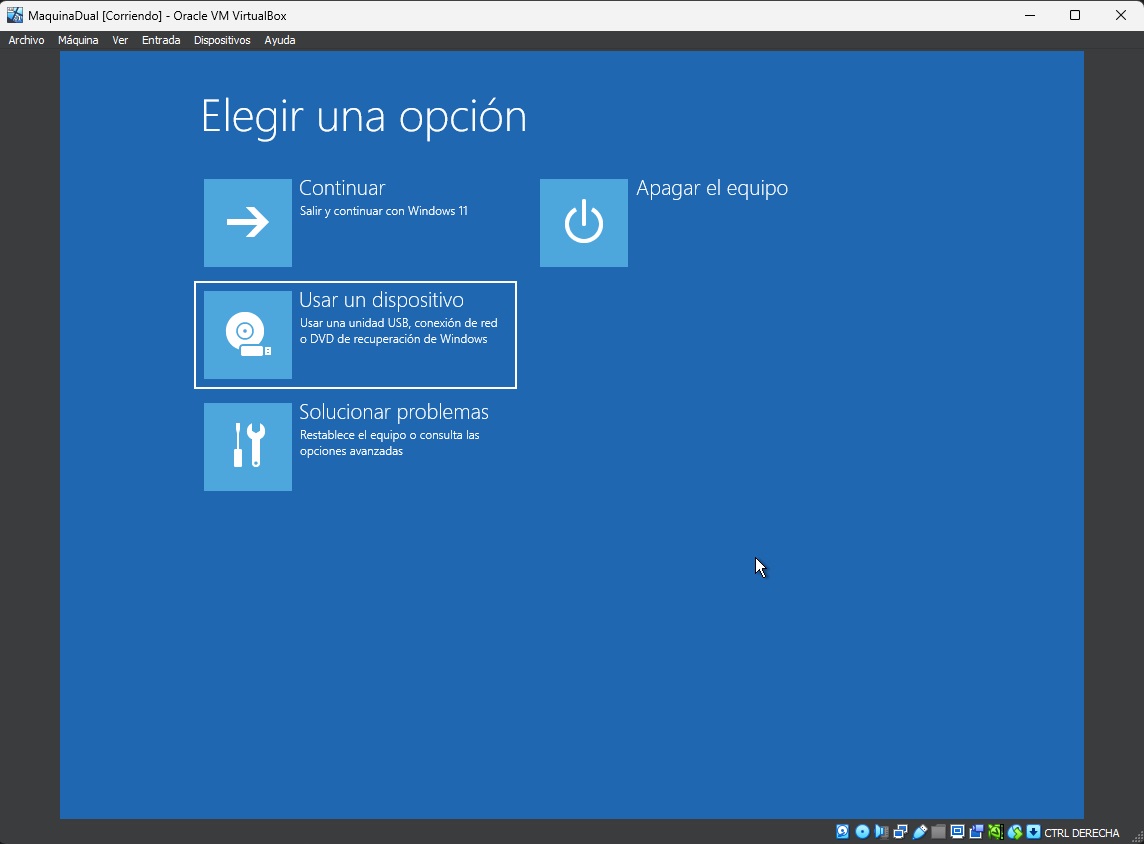 MaquinaDual [Corriendo] - Oracle VM VirtualBox
Archivo Máquina Ver Entrada Dispositivos Ayuda
Elegir una opción
Continuar
Salir y continuar con Windows 11
Apagar el equipo
Usar un dispositivo
Usar una unidad USB, conexión de red
o DVD de recuperación de Windows
Solucionar problemas
Restablece el equipo o consulta las
opciones avanzadas
CTRL DERECHA